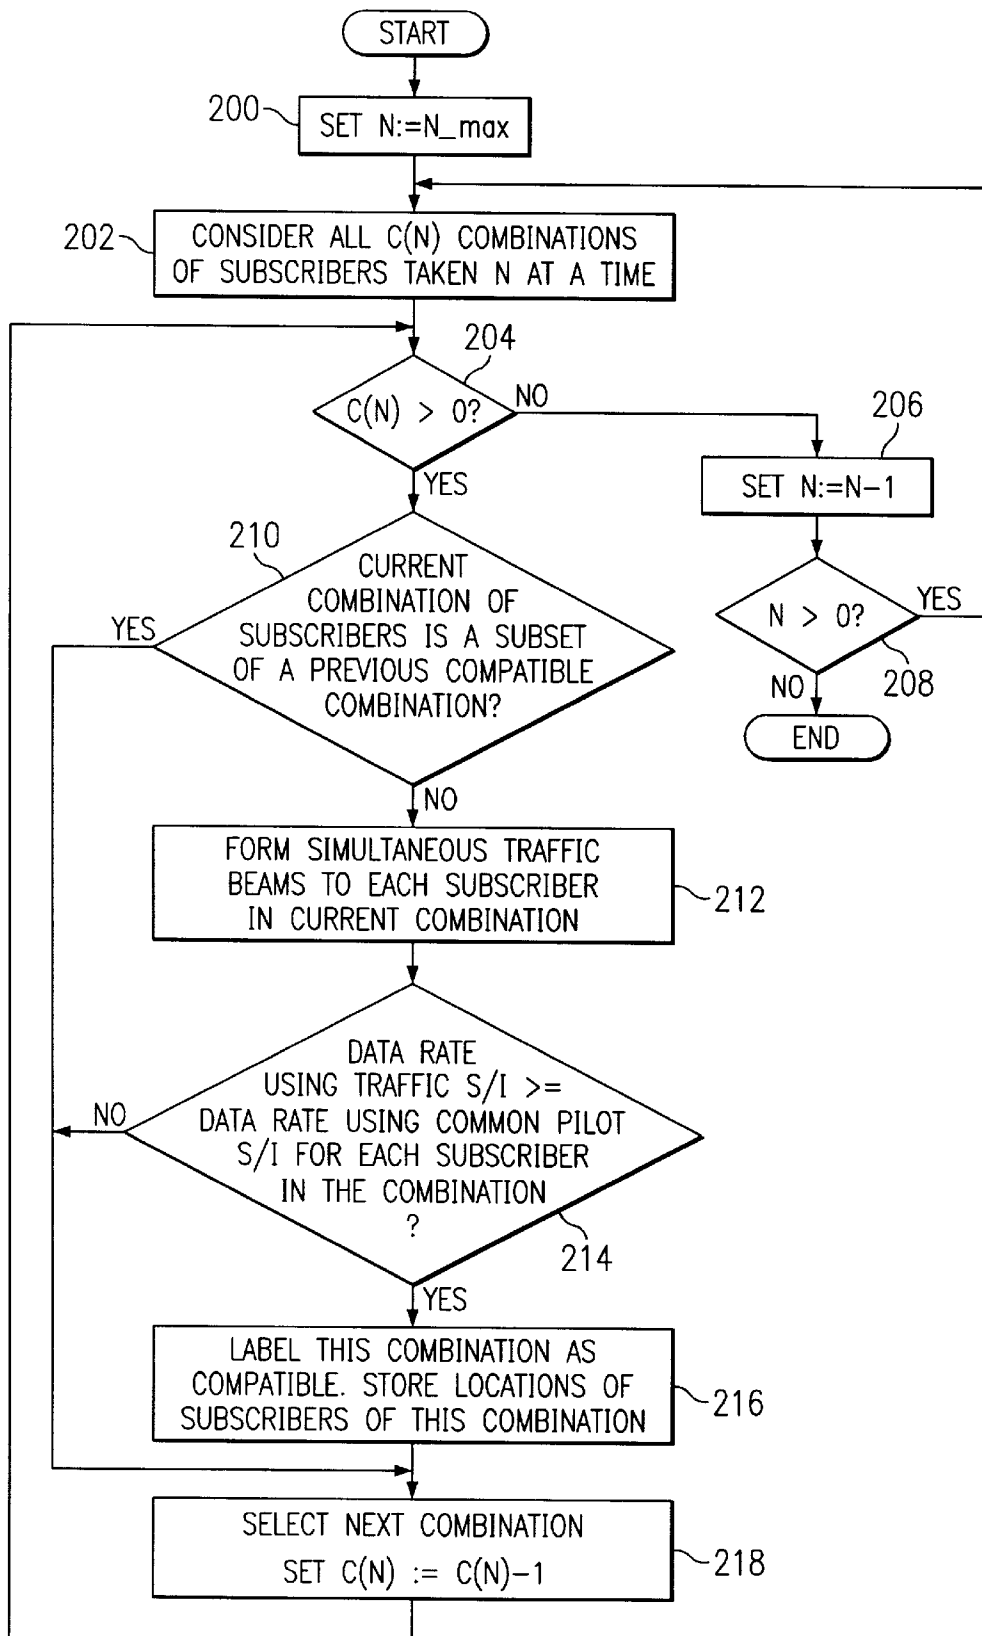 START
200
SET N:=N_max
202
CONSIDER ALL C(N) COMBINATIONS
OF SUBSCRIBERS TAKEN N AT A TIME
204
C(N) > 0?
NO
YES
206
SET N:=N-1
N > 0?
YES
208
NO
END
210
CURRENT
COMBINATION OF
SUBSCRIBERS IS A SUBSET
OF A PREVIOUS COMPATIBLE
COMBINATION?
YES
NO
FORM SIMULTANEOUS TRAFFIC
BEAMS TO EACH SUBSCRIBER
IN CURRENT COMBINATION
212
DATA RATE
USING TRAFFIC S/I >=
DATA RATE USING COMMON PILOT
S/I FOR EACH SUBSCRIBER
IN THE COMBINATION
?
NO
214
YES
LABEL THIS COMBINATION AS
COMPATIBLE. STORE LOCATIONS OF
SUBSCRIBERS OF THIS COMBINATION
216
SELECT NEXT COMBINATION
SET C(N) := C(N)-1
218